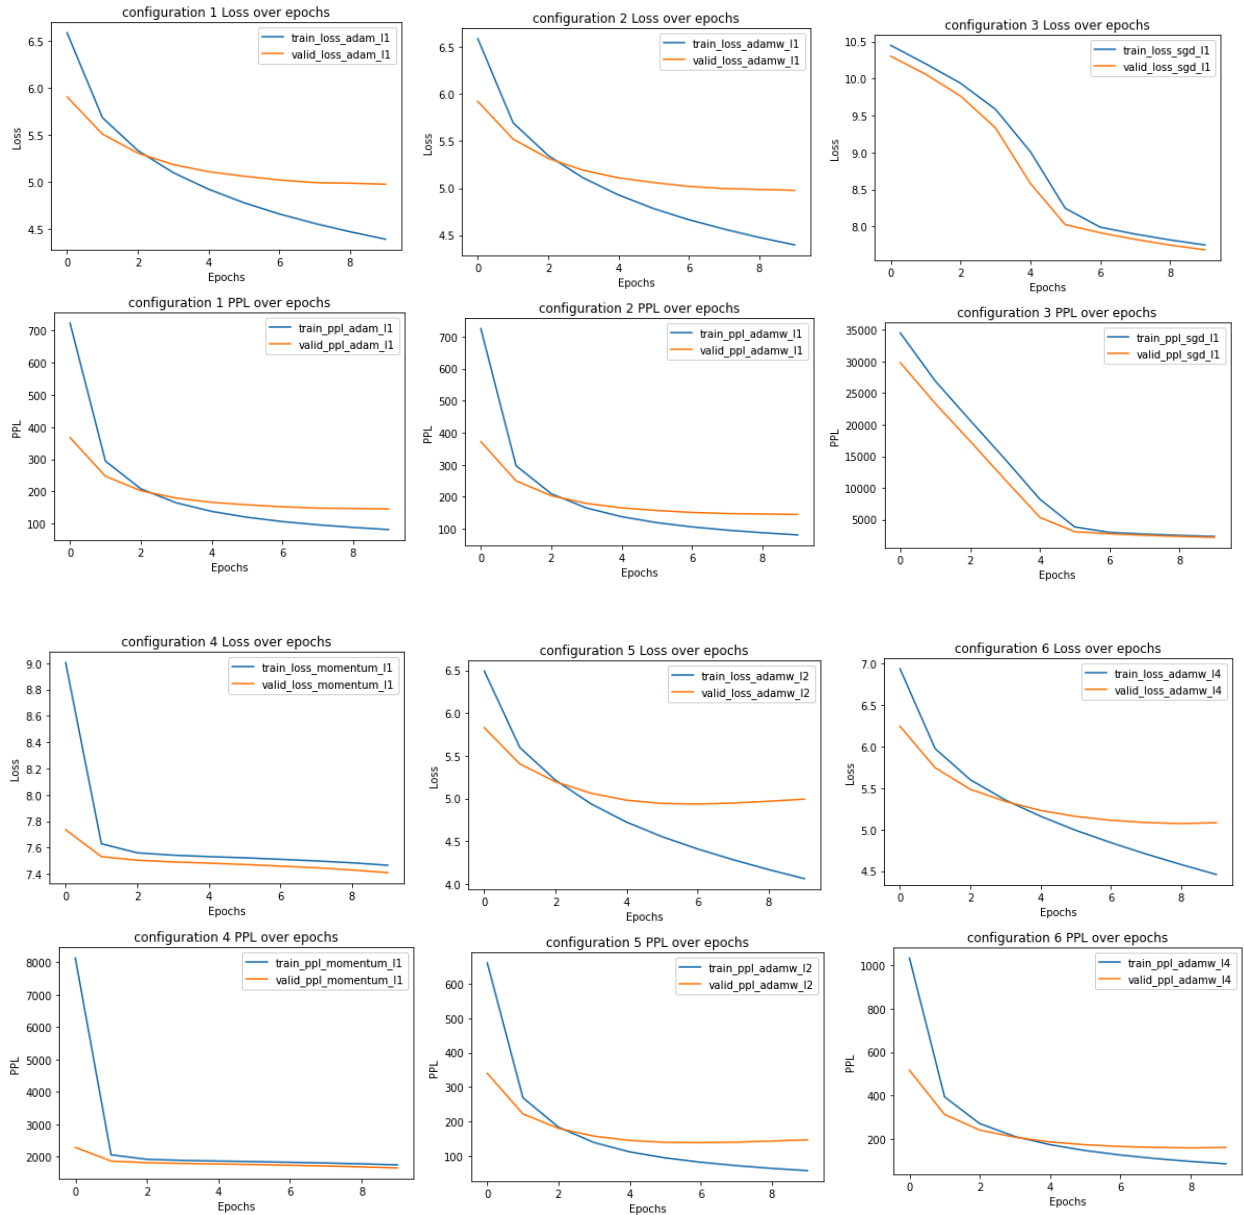 configuration 1 Loss over epochs
train_loss_adam_l1
valid_loss_adam_l1
6.5
6.0
5.5
5.0
4.5
Loss
0 2 4 6 8
Epochs
configuration 2 Loss over epochs
train_loss_adamw_l1
valid_loss_adamw_l1
6.5
6.0
5.5
5.0
4.5
Loss
0 2 4 6 8
Epochs
configuration 3 Loss over epochs
train_loss_sgd_l1
valid_loss_sgd_l1
10.5
10.0
9.5
9.0
8.5
8.0
Loss
0 2 4 6 8
Epochs
configuration 1 PPL over epochs
train_ppl_adam_l1
valid_ppl_adam_l1
700
600
500
400
300
200
100
PPL
0 2 4 6 8
Epochs
configuration 2 PPL over epochs
train_ppl_adamw_l1
valid_ppl_adamw_l1
700
600
500
400
300
200
100
PPL
0 2 4 6 8
Epochs
configuration 3 PPL over epochs
train_ppl_sgd_l1
valid_ppl_sgd_l1
35000
30000
25000
20000
15000
10000
5000
PPL
0 2 4 6 8
Epochs
configuration 4 Loss over epochs
train_loss_momentum_l1
valid_loss_momentum_l1
9.0
8.8
8.6
8.4
8.2
8.0
7.8
7.6
7.4
Loss
0 2 4 6 8
Epochs
configuration 5 Loss over epochs
train_loss_adamw_l2
valid_loss_adamw_l2
6.5
6.0
5.5
5.0
4.5
4.0
Loss
0 2 4 6 8
Epochs
configuration 6 Loss over epochs
train_loss_adamw_l4
valid_loss_adamw_l4
7.0
6.5
6.0
5.5
5.0
4.5
Loss
0 2 4 6 8
Epochs
configuration 4 PPL over epochs
train_ppl_momentum_l1
valid_ppl_momentum_l1
8000
7000
6000
5000
4000
3000
2000
PPL
0 2 4 6 8
Epochs
configuration 5 PPL over epochs
train_ppl_adamw_l2
valid_ppl_adamw_l2
600
500
400
300
200
100
PPL
0 2 4 6 8
Epochs
configuration 6 PPL over epochs
train_ppl_adamw_l4
valid_ppl_adamw_l4
1000
800
600
400
200
PPL
0 2 4 6 8
Epochs